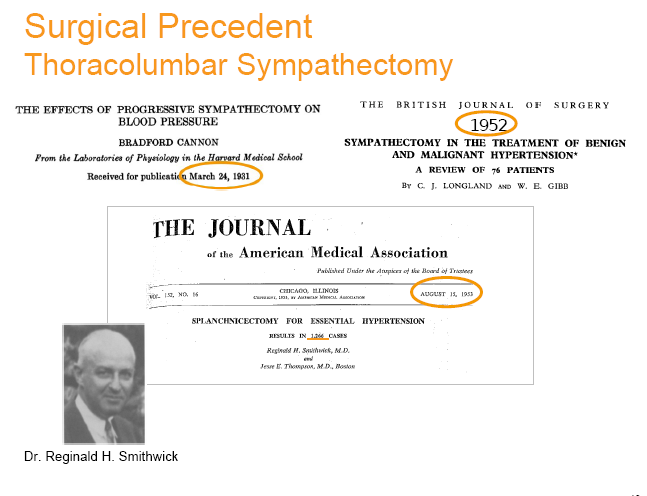 Surgical Precedent
Thoracolumbar Sympathectomy
THE EFFECTS OF PROGRESSIVE SYMPATHECTOMY ON
BLOOD PRESSURE
BRADFORD CANNON
From the Laboratories of Physiology in the Harvard Medical School
Received for publication March 24, 1931
THE BRITISH JOURNAL OF SURGERY
1952
SYMPATHECTOMY IN THE TREATMENT OF BENIGN
AND MALIGNANT HYPERTENSION*
A REVIEW OF 76 PATIENTS
BY C. J. LONGLAND AND W. E. GIBB
THE JOURNAL
of the American Medical Association
Published Under the Auspices of the Board of Trustees
VOL. 152, NO. 16
CHICAGO, ILLINOIS
COPYRIGHT, 1953, BY AMERICAN MEDICAL ASSOCIATION
AUGUST 15, 1953
SPLANCHNICECTOMY FOR ESSENTIAL HYPERTENSION
RESULTS IN 1,266 CASES
Reginald H. Smithwick, M.D.
and
Jesse E. Thompson, M.D., Boston
Dr. Reginald H. Smithwick